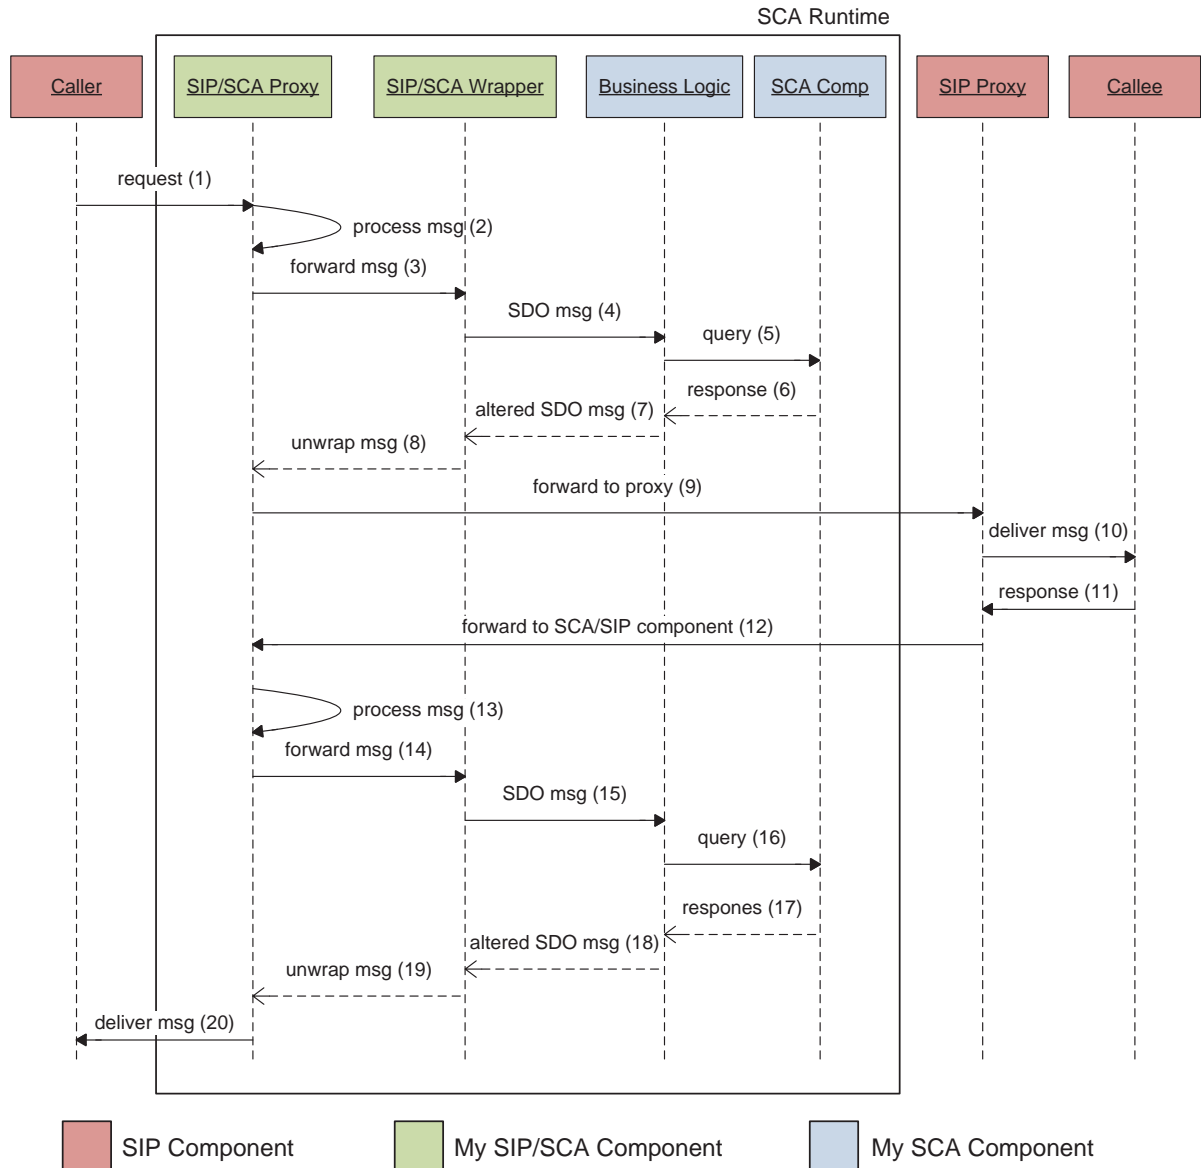 SCA Runtime
Caller
SIP/SCA Proxy
SIP/SCA Wrapper
Business Logic
SCA Comp
SIP Proxy
Callee
request (1)
process msg (2)
forward msg (3)
SDO msg (4)
query (5)
response (6)
altered SDO msg (7)
unwrap msg (8)
forward to proxy (9)
deliver msg (10)
response (11)
forward to SCA/SIP component (12)
process msg (13)
forward msg (14)
SDO msg (15)
query (16)
respones (17)
altered SDO msg (18)
unwrap msg (19)
deliver msg (20)
SIP Component
My SIP/SCA Component
My SCA Component